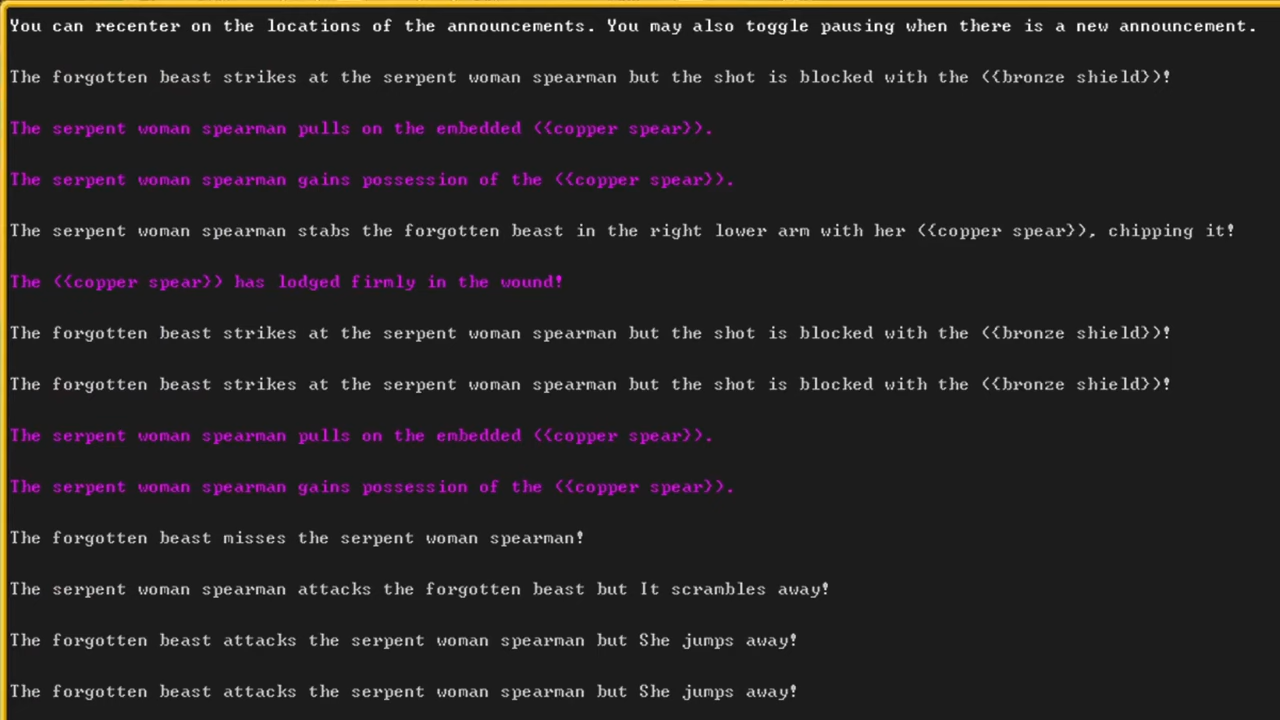 You can recenter on the locations of the announcements. You may also toggle pausing when there is a new announcement.
The forgotten beast strikes at the serpent woman spearman but the shot is blocked with the ⟨⟨bronze shield⟩⟩!
The serpent woman spearman pulls on the embedded ⟨⟨copper spear⟩⟩.
The serpent woman spearman gains possession of the ⟨⟨copper spear⟩⟩.
The serpent woman spearman stabs the forgotten beast in the right lower arm with her ⟨⟨copper spear⟩⟩, chipping it!
The ⟨⟨copper spear⟩⟩ has lodged firmly in the wound!
The forgotten beast strikes at the serpent woman spearman but the shot is blocked with the ⟨⟨bronze shield⟩⟩!
The forgotten beast strikes at the serpent woman spearman but the shot is blocked with the ⟨⟨bronze shield⟩⟩!
The serpent woman spearman pulls on the embedded ⟨⟨copper spear⟩⟩.
The serpent woman spearman gains possession of the ⟨⟨copper spear⟩⟩.
The forgotten beast misses the serpent woman spearman!
The serpent woman spearman attacks the forgotten beast but It scrambles away!
The forgotten beast attacks the serpent woman spearman but She jumps away!
The forgotten beast attacks the serpent woman spearman but She jumps away!